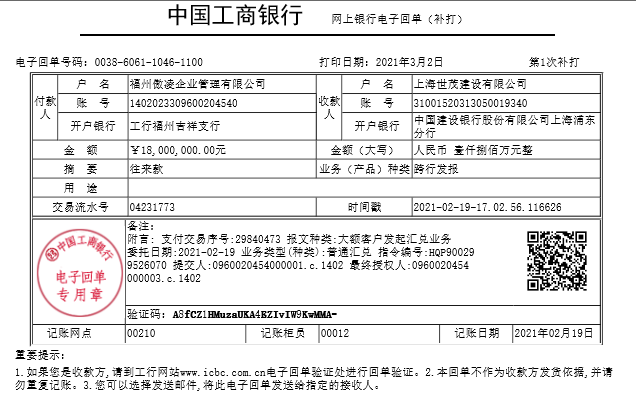 中国工商银行 网上银行电子回单（补打）
电子回单号码: 0038-6061-1046-1100 打印日期: 2021年3月2日 第1次补打
付款人 户 名 福州傲凌企业管理有限公司 收款人 户 名 上海世茂建设有限公司
账 号 1402023309600204540 账 号 31001520313050019340
开户银行 工行福州吉祥支行 开户银行 中国建设银行股份有限公司上海浦东
分行
金 额 ￥18,000,000.00元 金额（大写） 人民币 壹仟捌佰万元整
摘 要 往来款 业务（产品）种类 跨行发报
用 途
交易流水号 04231773 时间戳 2021-02-19-17.02.56.116626
备注:
附言: 支付交易序号:29840473 报文种类:大额客户发起汇兑业务
委托日期:2021-02-19 业务类型(种类):普通汇兑 指令编号:HQP90029
9526070 提交人:0960020454000001.c.1402 最终授权人:0960020454
000003.c.1402
中国工商银行
电子回单
专用章
验证码: A8fCZ1HMuzaUKA4EZIvIW9KwMMA=
记账网点 00210 记账柜员 00012 记账日期 2021年02月19日
重要提示:
1.如果您是收款方,请到工行网站www.icbc.com.cn电子回单验证处进行回单验证。2.本回单不作为收款方发货依据,并请
勿重复记账。3.您可以选择发送邮件,将此电子回单发送给指定的接收人。